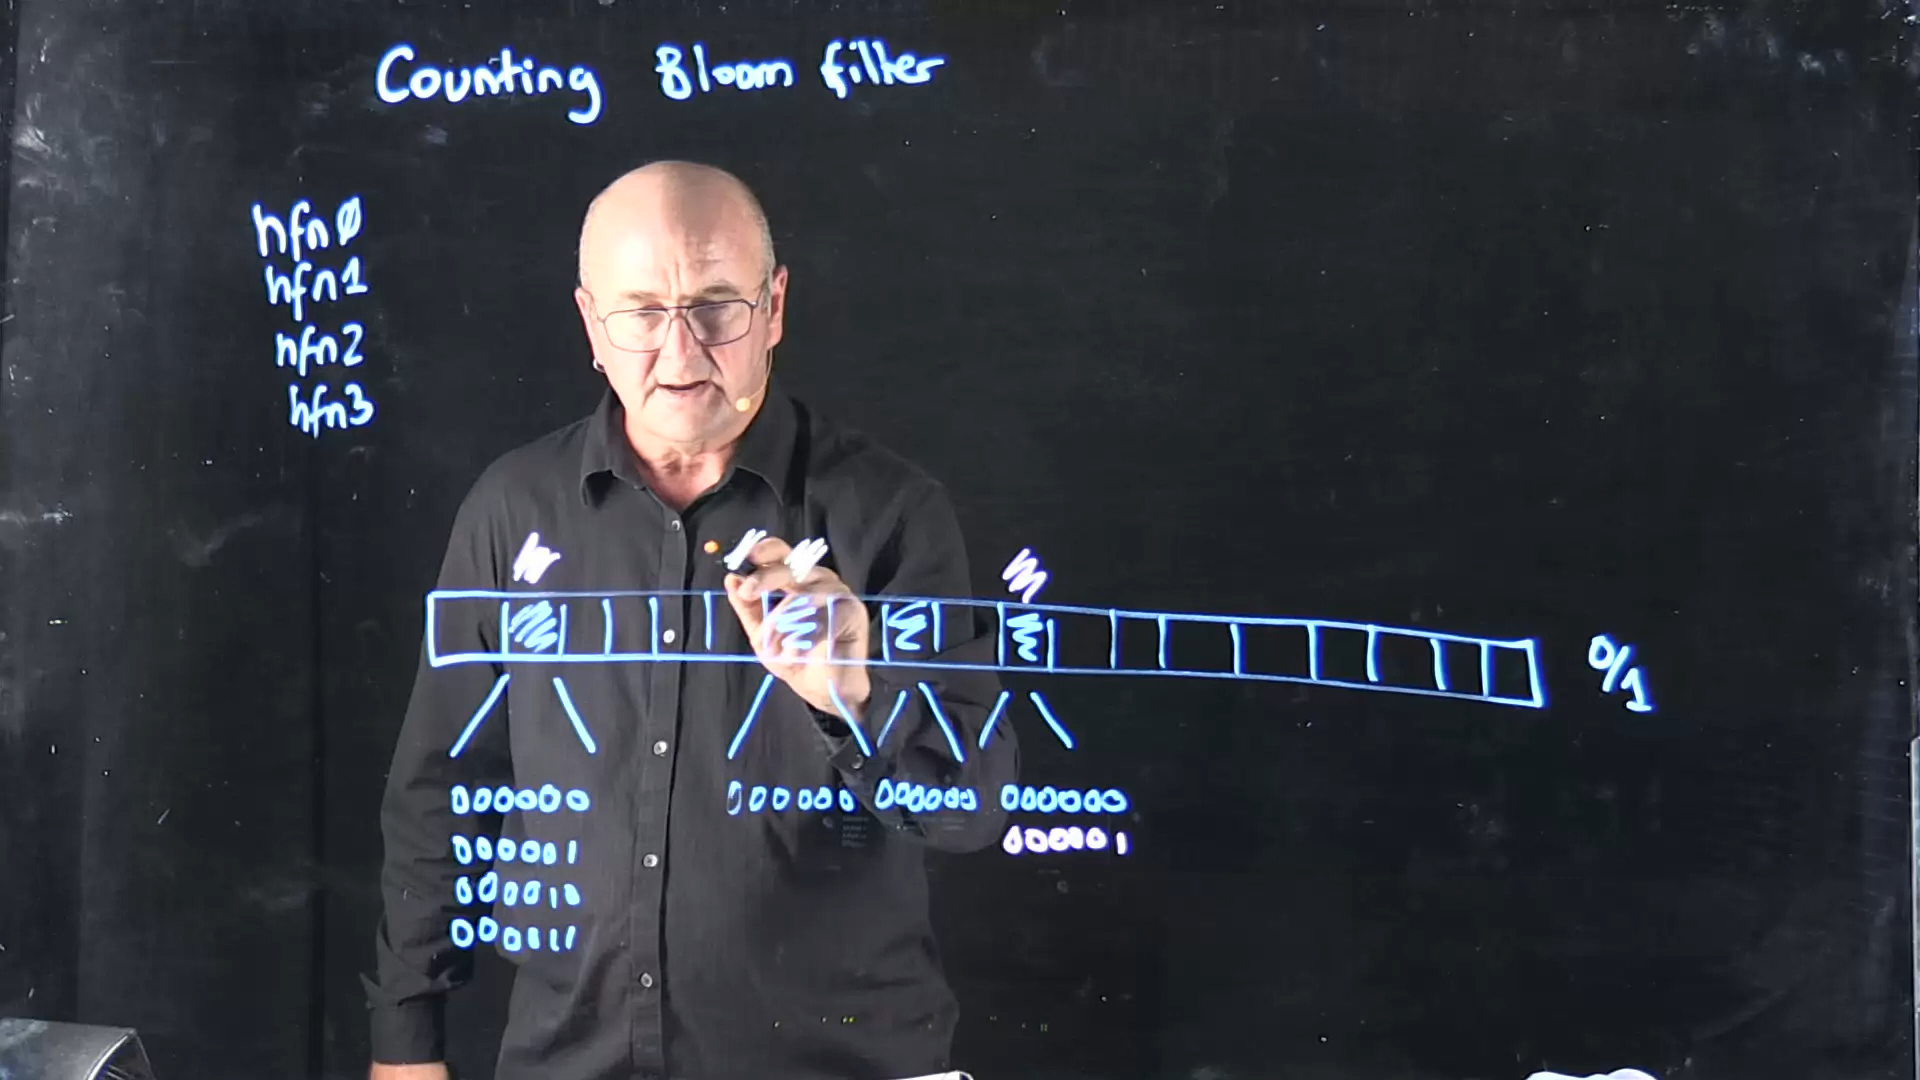 Counting Bloom filter
hfn0
hfn1
hfn2
hfn3
0/1
000000 000000 000000 000000
000001 000001
000010
000011